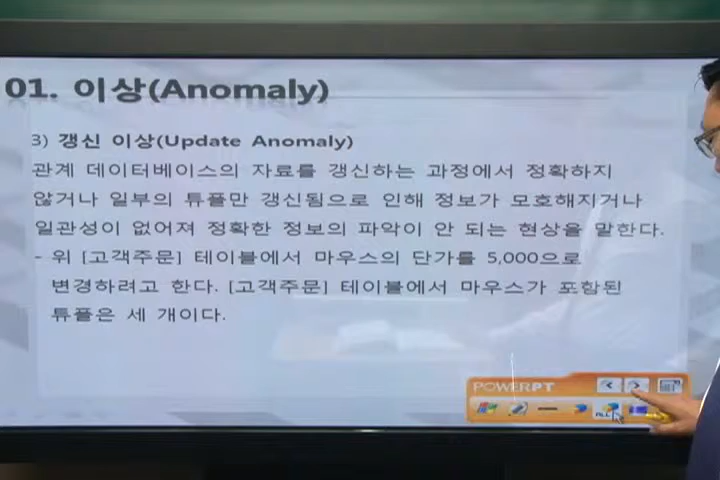 01. 이상(Anomaly)
3) 갱신 이상(Update Anomaly)
관계 데이터베이스의 자료를 갱신하는 과정에서 정확하지
않거나 일부의 튜플만 갱신됨으로 인해 정보가 모호해지거나
일관성이 없어져 정확한 정보의 파악이 안 되는 현상을 말한다.
- 위 [고객주문] 테이블에서 마우스의 단가를 5,000으로
변경하려고 한다. [고객주문] 테이블에서 마우스가 포함된
튜플은 세 개이다.
POWERPT
ALL